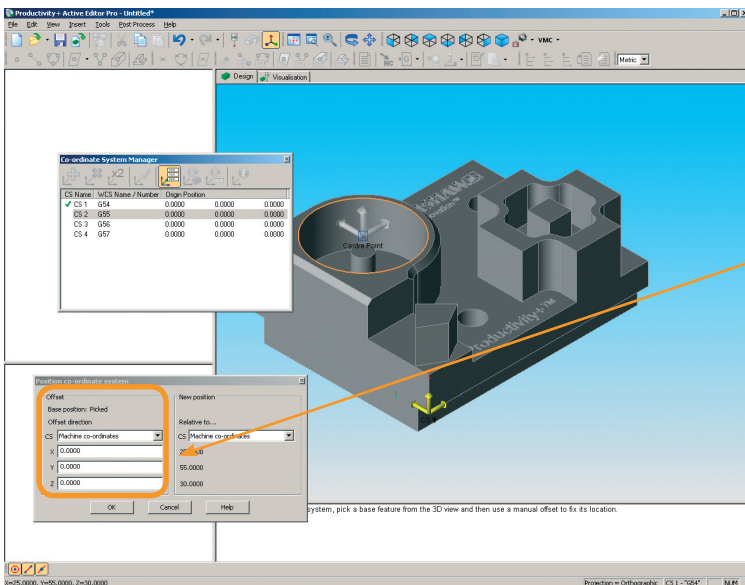 Productivity+ Active Editor Pro - Untitled*
File Edit View Insert Tools Post Process Help
VMC
NC
Metric
Design Visualisation
Co-ordinate System Manager
x2
CS Name WCS Name / Number Origin Position
CS 1 G54 0.0000 0.0000 0.0000
CS 2 G55 0.0000 0.0000 0.0000
CS 3 G56 0.0000 0.0000 0.0000
CS 4 G57 0.0000 0.0000 0.0000
Centre Point
Productivity+™
CS 1
Position co-ordinate system
Offset
Base position: Picked
Offset direction
CS Machine co-ordinates
X 0.0000
Y 0.0000
Z 0.0000
New position
Relative to...
CS Machine co-ordinates
55.0000
30.0000
OK Cancel Help
system, pick a base feature from the 3D view and then use a manual offset to fix its location.
X=25.0000, Y=55.0000, Z=30.0000
Projection = Orthographic CS 1 - "G54" NUM